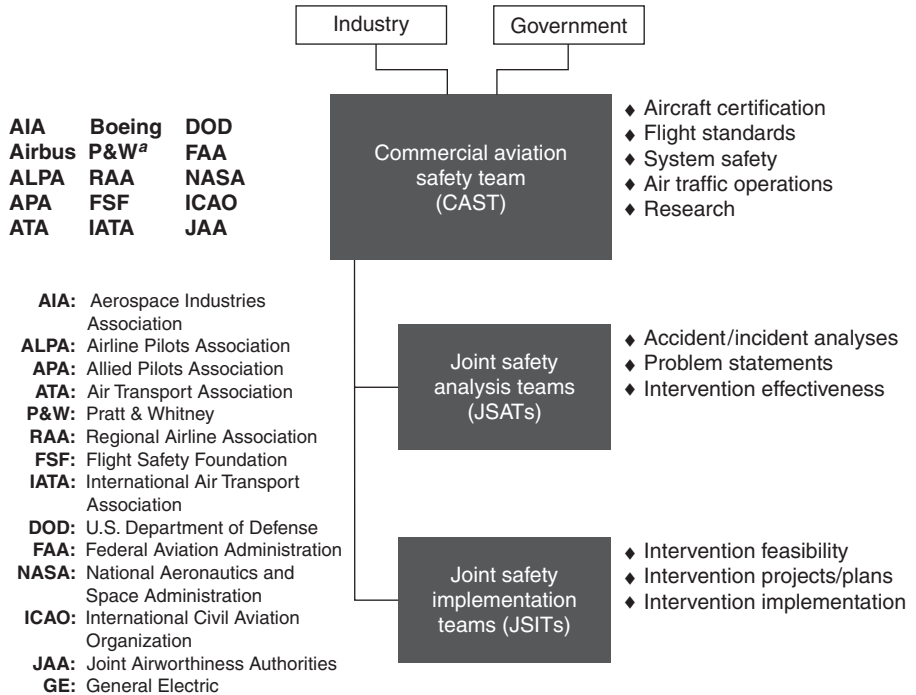 Industry
Government
AIA Boeing DOD
Airbus P&Wa FAA
ALPA RAA NASA
APA FSF ICAO
ATA IATA JAA
Commercial aviation
safety team
(CAST)
♦ Aircraft certification
♦ Flight standards
♦ System safety
♦ Air traffic operations
♦ Research
AIA: Aerospace Industries
Association
ALPA: Airline Pilots Association
APA: Allied Pilots Association
ATA: Air Transport Association
P&W: Pratt & Whitney
RAA: Regional Airline Association
FSF: Flight Safety Foundation
IATA: International Air Transport
Association
DOD: U.S. Department of Defense
FAA: Federal Aviation Administration
NASA: National Aeronautics and
Space Administration
ICAO: International Civil Aviation
Organization
JAA: Joint Airworthiness Authorities
GE: General Electric
Joint safety
analysis teams
(JSATs)
♦ Accident/incident analyses
♦ Problem statements
♦ Intervention effectiveness
Joint safety
implementation
teams (JSITs)
♦ Intervention feasibility
♦ Intervention projects/plans
♦ Intervention implementation